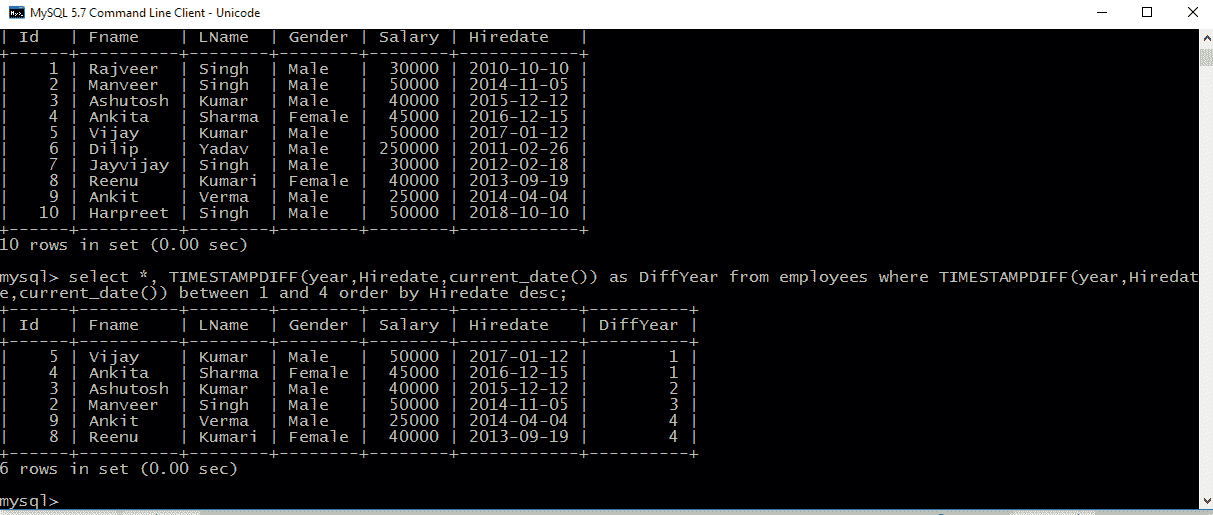 MySQL 5.7 Command Line Client - Unicode
| Id   | Fname    | LName  | Gender | Salary | Hiredate   |
+------+----------+--------+--------+--------+------------+
|    1 | Rajveer  | Singh  | Male   |  30000 | 2010-10-10 |
|    2 | Manveer  | Singh  | Male   |  50000 | 2014-11-05 |
|    3 | Ashutosh | Kumar  | Male   |  40000 | 2015-12-12 |
|    4 | Ankita   | Sharma | Female |  45000 | 2016-12-15 |
|    5 | Vijay    | Kumar  | Male   |  50000 | 2017-01-12 |
|    6 | Dilip    | Yadav  | Male   | 250000 | 2011-02-26 |
|    7 | Jayvijay | Singh  | Male   |  30000 | 2012-02-18 |
|    8 | Reenu    | Kumari | Female |  40000 | 2013-09-19 |
|    9 | Ankit    | Verma  | Male   |  25000 | 2014-04-04 |
|   10 | Harpreet | Singh  | Male   |  50000 | 2018-10-10 |
+------+----------+--------+--------+--------+------------+
10 rows in set (0.00 sec)
mysql> select *, TIMESTAMPDIFF(year,Hiredate,current_date()) as DiffYear from employees where TIMESTAMPDIFF(year,Hiredat
e,current_date()) between 1 and 4 order by Hiredate desc;
+------+----------+--------+--------+--------+------------+----------+
| Id   | Fname    | LName  | Gender | Salary | Hiredate   | DiffYear |
+------+----------+--------+--------+--------+------------+----------+
|    5 | Vijay    | Kumar  | Male   |  50000 | 2017-01-12 |        1 |
|    4 | Ankita   | Sharma | Female |  45000 | 2016-12-15 |        1 |
|    3 | Ashutosh | Kumar  | Male   |  40000 | 2015-12-12 |        2 |
|    2 | Manveer  | Singh  | Male   |  50000 | 2014-11-05 |        3 |
|    9 | Ankit    | Verma  | Male   |  25000 | 2014-04-04 |        4 |
|    8 | Reenu    | Kumari | Female |  40000 | 2013-09-19 |        4 |
+------+----------+--------+--------+--------+------------+----------+
6 rows in set (0.00 sec)
mysql>